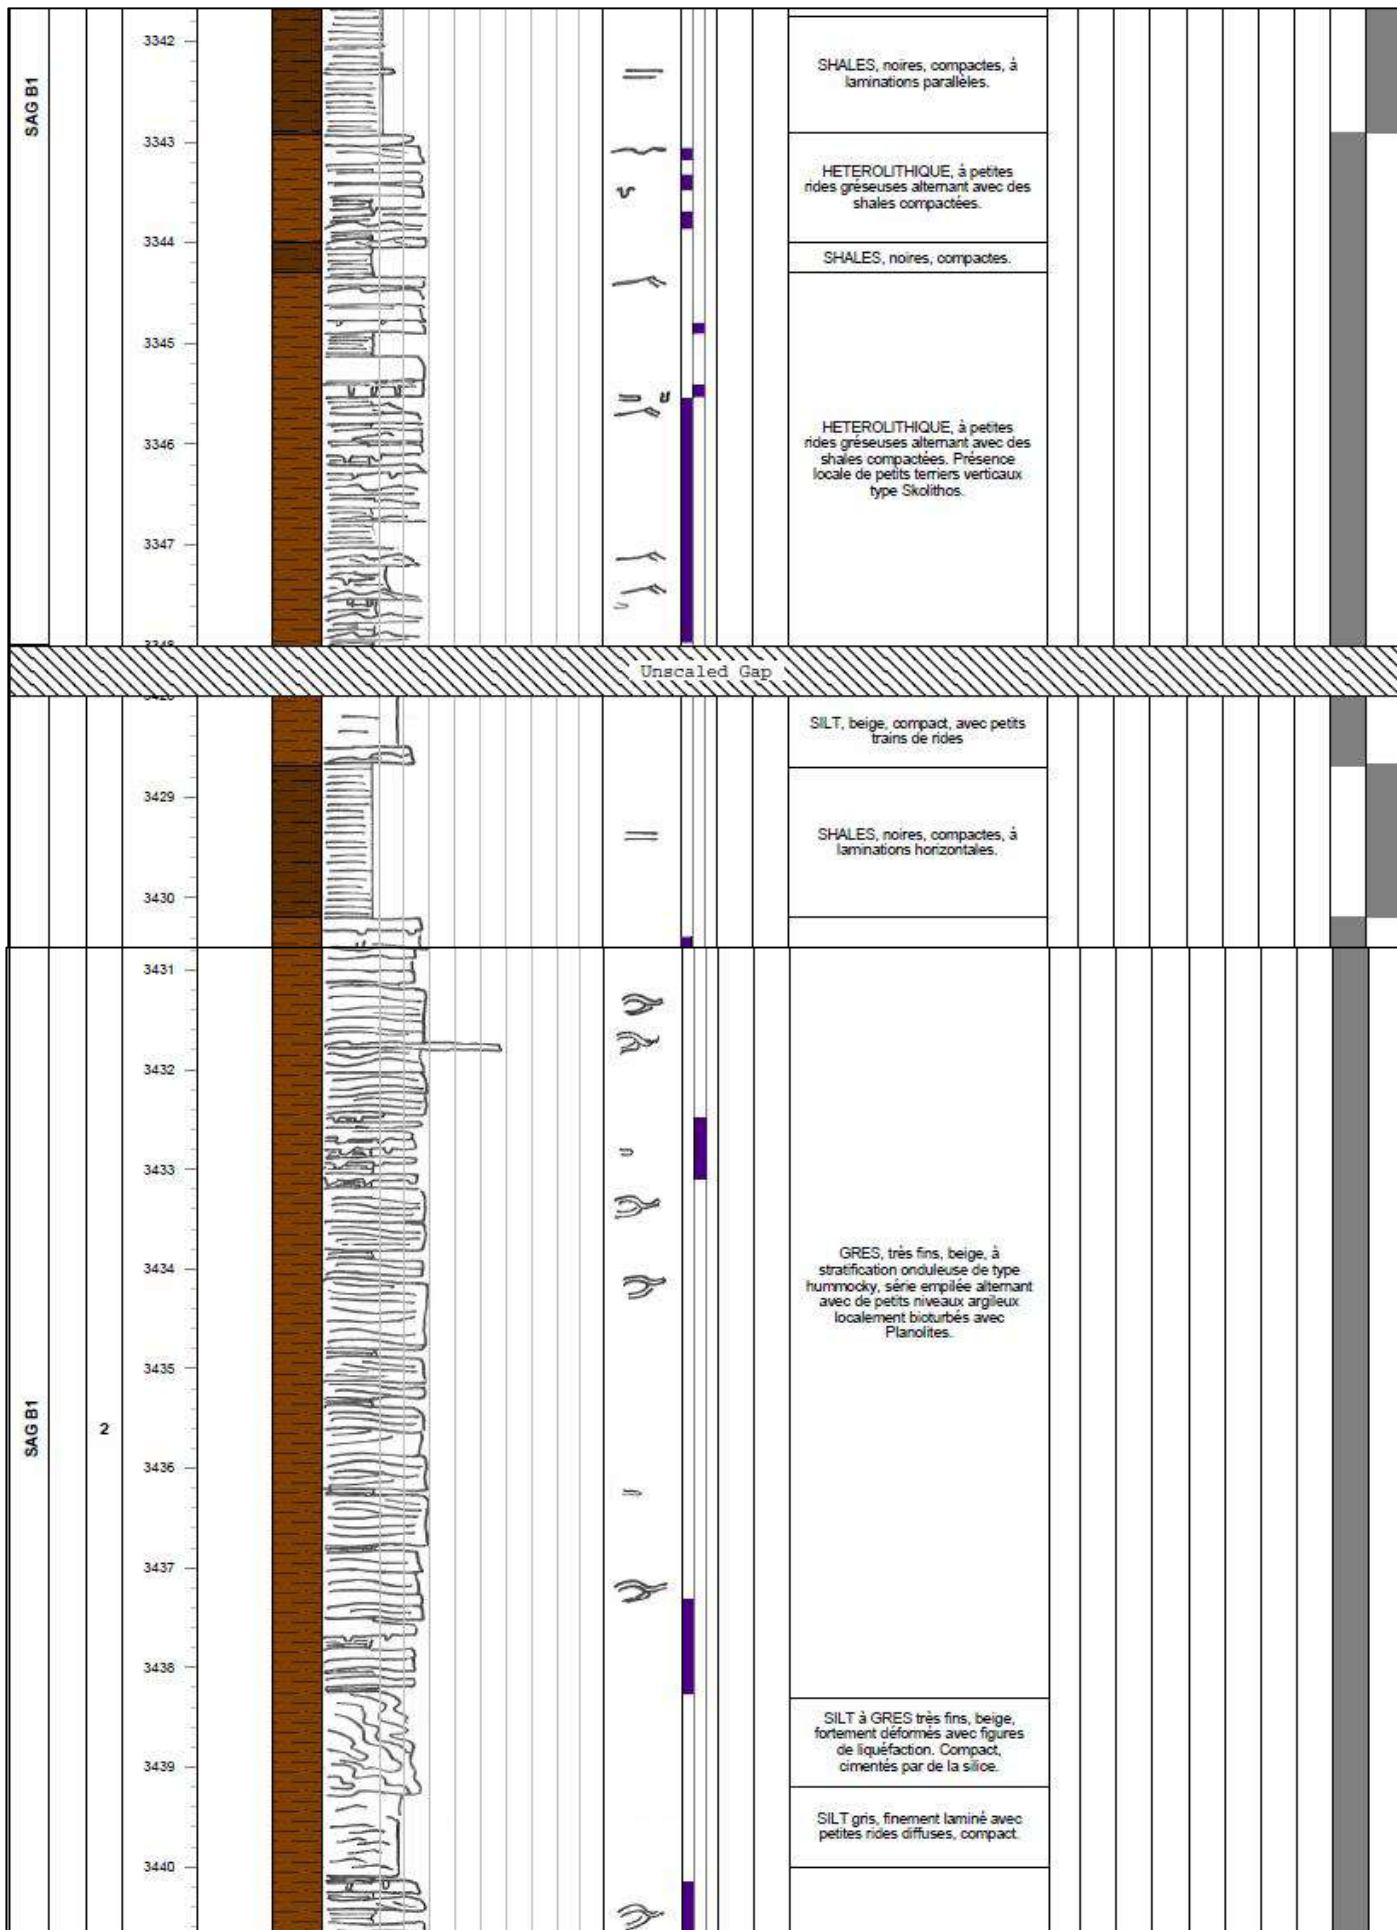 SAG B1
3342
SHALES, noires, compactes, à
laminations parallèles.
3343
HETEROLITHIQUE, à petites
rides gréseuses alternant avec des
shales compactées.
3344
SHALES, noires, compactes.
3345
3346
HETEROLITHIQUE, à petites
rides gréseuses alternant avec des
shales compactées. Présence
locale de petits terriers verticaux
type Skolithos.
3347
3348
Unscaled Gap
SILT, beige, compact, avec petits
trains de rides
3429
SHALES, noires, compactes, à
laminations horizontales.
3430
3431
3432
3433
3434
GRES, très fins, beige, à
stratification onduleuse de type
hummocky, série empilée alternant
avec de petits niveaux argileux
localement bioturbés avec
Planolites.
3435
SAG B1
2
3436
3437
3438
SILT à GRES très fins, beige,
fortement déformés avec figures
de liquéfaction. Compact,
cimentés par de la silice.
3439
SILT gris, finement laminé avec
petites rides diffuses, compact.
3440